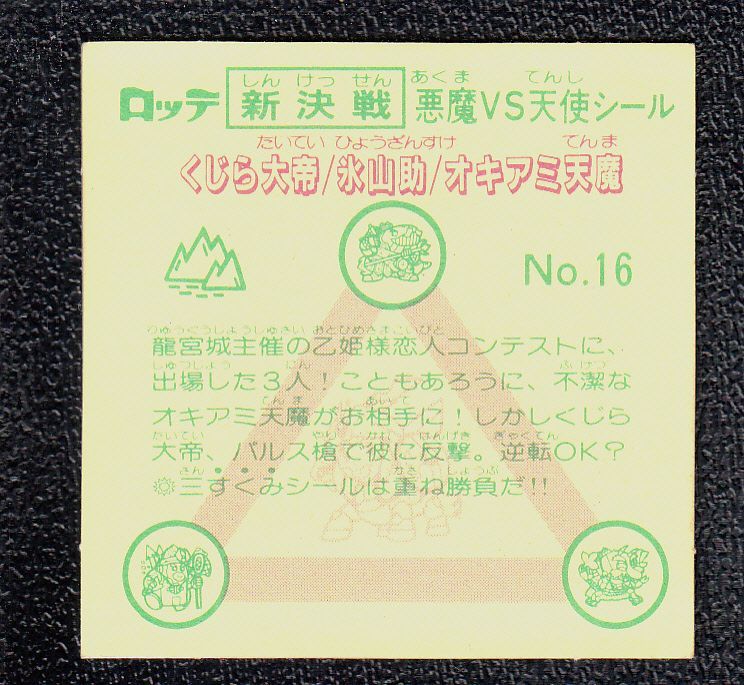 ロッテ 新決戦 悪魔VS天使シール
しん けっ せん あくま てんし
たいてい ひょうざんすけ てんま
くじら大帝/氷山助/オキアミ天魔
No.16
りゅうぐうじょうしゅさい おとひめさまこいびと
龍宮城主催の乙姫様恋人コンテストに、
しゅつじょう にん ふけつ
出場した3人！こともあろうに、不潔な
てんま あいて
オキアミ天魔がお相手に！しかしくじら
たいてい やり なむ はんげき ぎゃくてん
大帝、パルス槍で彼に反撃。逆転OK？
さん かさ しょうぶ
三すくみシールは重ね勝負だ!!